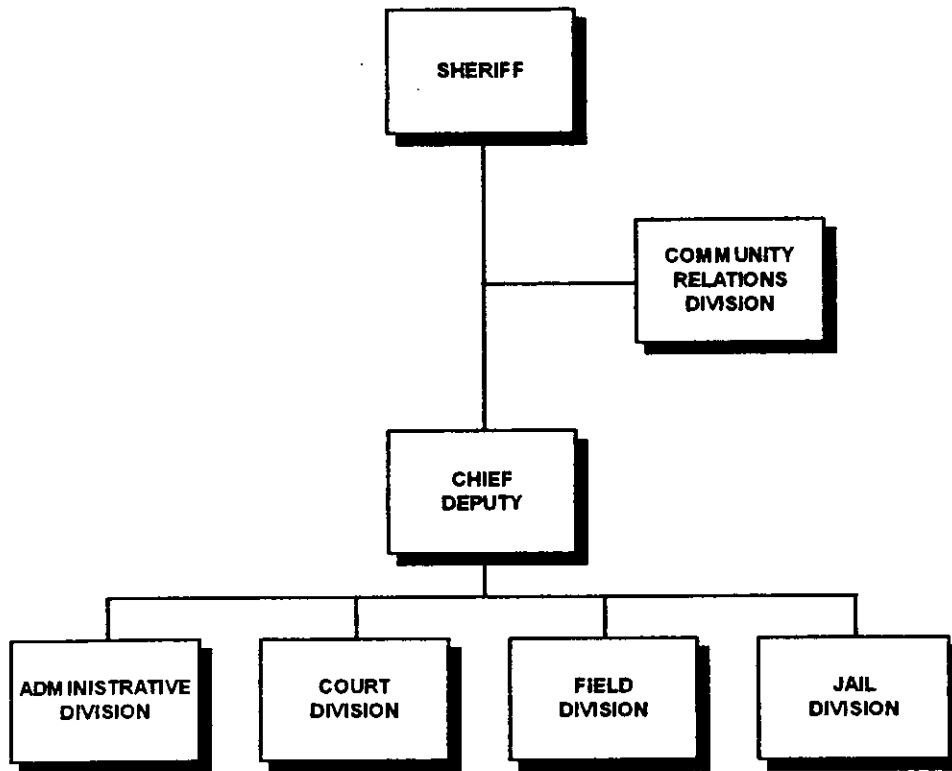 SHERIFF
COMMUNITY
RELATIONS
DIVISION
CHIEF
DEPUTY
ADMINISTRATIVE
DIVISION
COURT
DIVISION
FIELD
DIVISION
JAIL
DIVISION